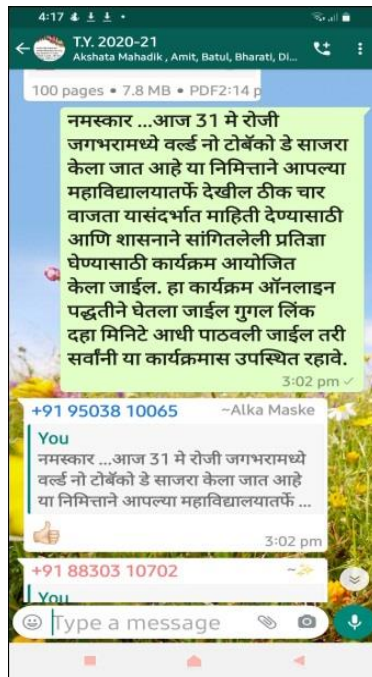 4:17
T.Y. 2020-21
Akshata Mahadik , Amit, Batul, Bharati, Di...
100 pages • 7.8 MB • PDF2:14 p
नमस्कार ...आज 31 मे रोजी
जगभरामध्ये वर्ल्ड नो टोबॅको डे साजरा
केला जात आहे या निमित्ताने आपल्या
महाविद्यालयातर्फे देखील ठीक चार
वाजता यासंदर्भात माहिती देण्यासाठी
आणि शासनाने सांगितलेली प्रतिज्ञा
घेण्यासाठी कार्यक्रम आयोजित
केला जाईल. हा कार्यक्रम ऑनलाइन
पद्धतीने घेतला जाईल गुगल लिंक
दहा मिनिटे आधी पाठवली जाईल तरी
सर्वांनी या कार्यक्रमास उपस्थित रहावे.
3:02 pm
+91 95038 10065 ~Alka Maske
You
नमस्कार ...आज 31 मे रोजी जगभरामध्ये
वर्ल्ड नो टोबॅको डे साजरा केला जात आहे
या निमित्ताने आपल्या महाविद्यालयातर्फे ...
3:02 pm
+91 88303 10702 ~
You
Type a message